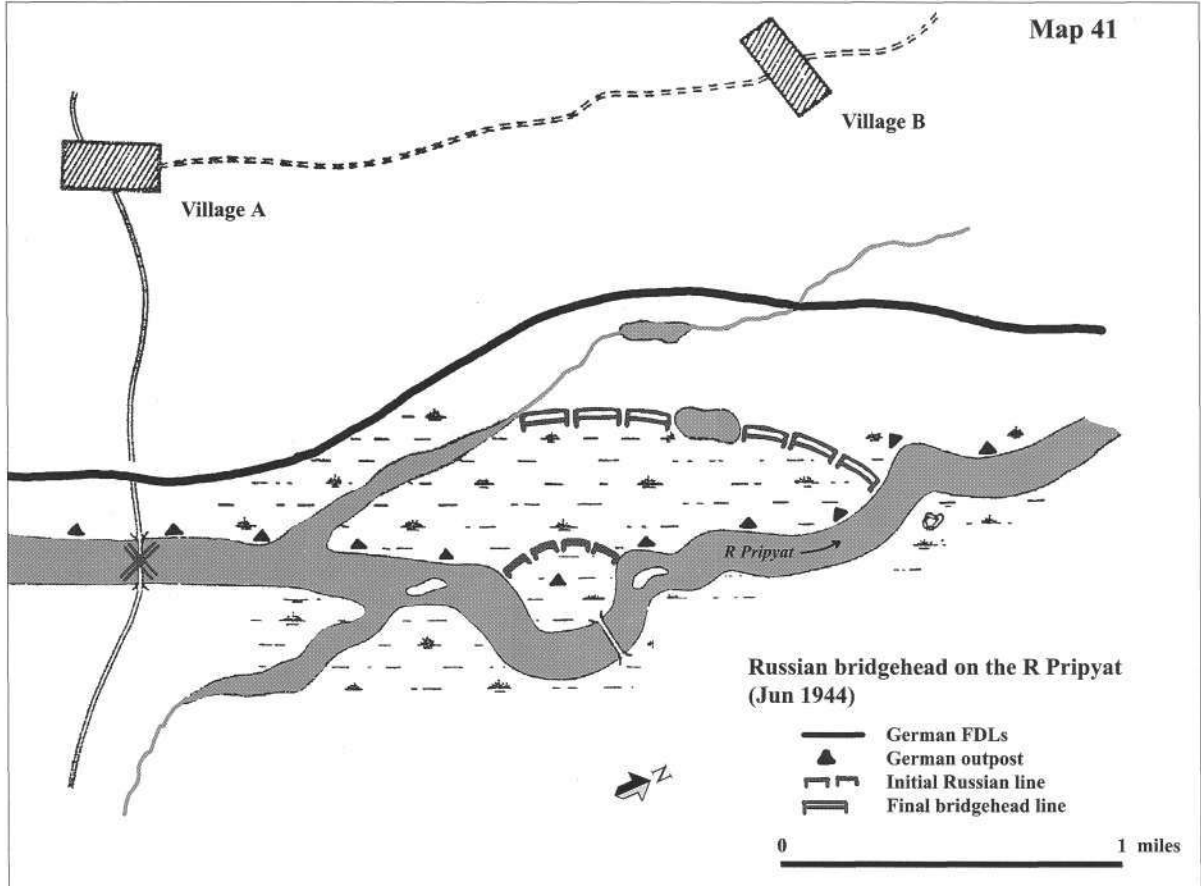 Map 41
Village B
Village A
R Pripyat
Russian bridgehead on the R Pripyat
(Jun 1944)
German FDLs
German outpost
Initial Russian line
Final bridgehead line
N
0 1 miles